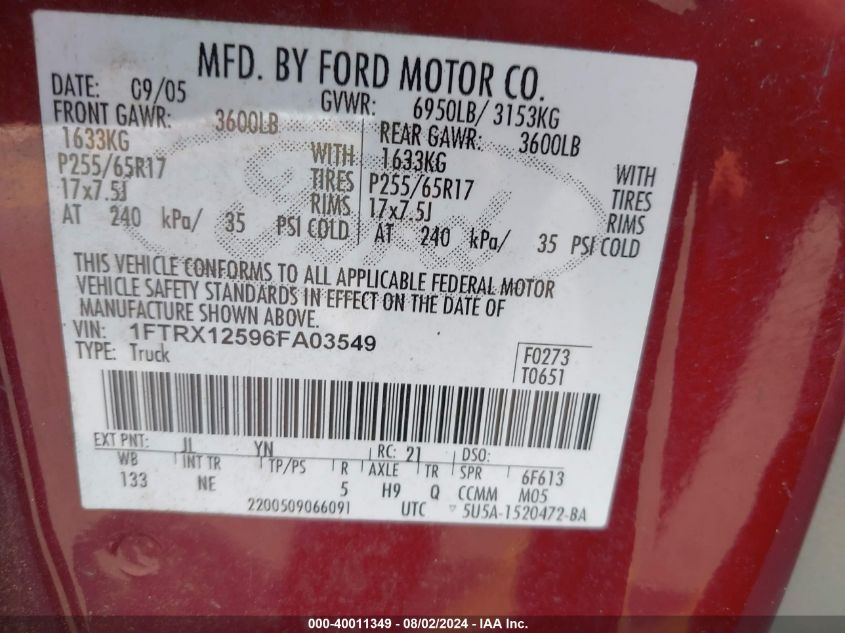 MFD. BY FORD MOTOR CO.
DATE: 09/05 GVWR: 6950LB/ 3153KG
FRONT GAWR: 3600LB REAR GAWR: 3600LB
1633KG WITH 1633KG WITH
P255/65R17 TIRES P255/65R17 TIRES
17x7.5J RIMS 17x7.5J RIMS
AT 240 kPa/ 35 PSI COLD AT 240 kPa/ 35 PSI COLD
THIS VEHICLE CONFORMS TO ALL APPLICABLE FEDERAL MOTOR
VEHICLE SAFETY STANDARDS IN EFFECT ON THE DATE OF
MANUFACTURE SHOWN ABOVE.
VIN: 1FTRX12596FA03549
TYPE: Truck
F0273
T0651
EXT PNT: JL YN RC: 21 DSO:
WB INT TR TP/PS R AXLE TR SPR 6F613
133 NE 5 H9 Q CCMM M05
2200509066091 UTC ▽ 5U5A-1520472-BA
000-40011349 - 08/02/2024 - IAA Inc.